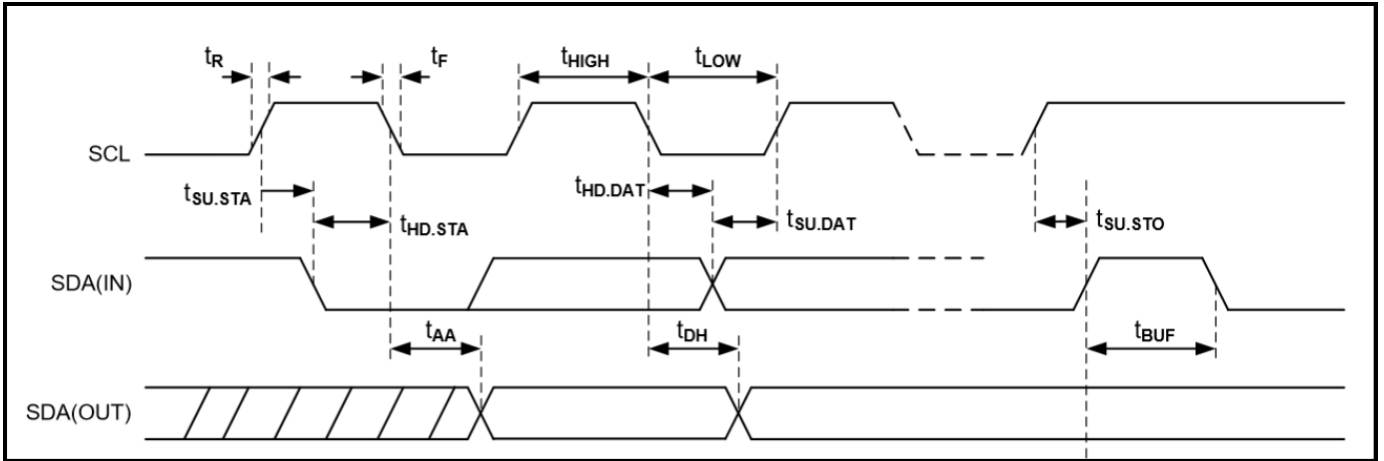 tR tF tHIGH tLOW
SCL
tSU.STA tHD.STA tHD.DAT tSU.DAT tSU.STO
SDA(IN)
tAA tDH tBUF
SDA(OUT)